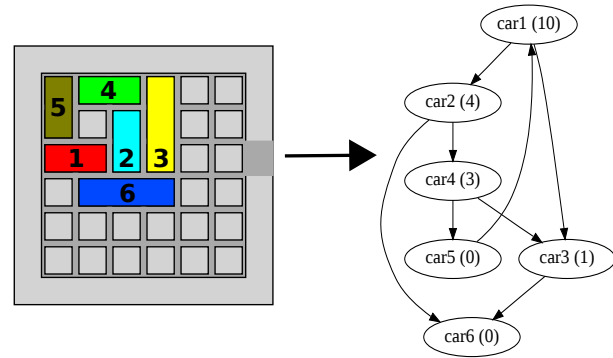 5
4
1
2
3
6
car1 (10)
car2 (4)
car4 (3)
car5 (0)
car3 (1)
car6 (0)